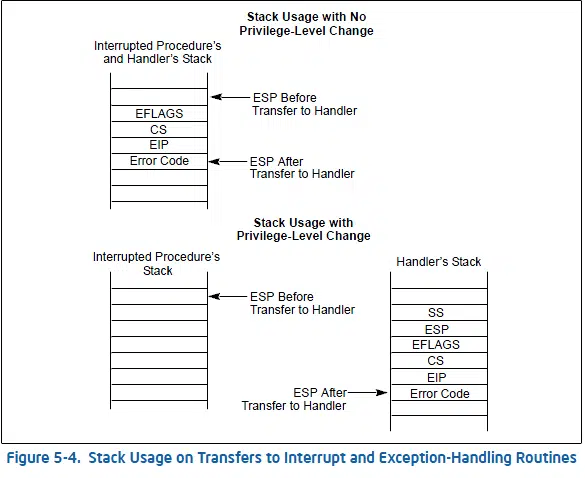 Stack Usage with No
Privilege-Level Change
Interrupted Procedure's
and Handler's Stack
ESP Before
Transfer to Handler
EFLAGS
CS
EIP
Error Code
ESP After
Transfer to Handler
Stack Usage with
Privilege-Level Change
Interrupted Procedure's
Stack
Handler's Stack
ESP Before
Transfer to Handler
SS
ESP
EFLAGS
CS
EIP
ESP After
Transfer to Handler
Error Code
Figure 5-4. Stack Usage on Transfers to Interrupt and Exception-Handling Routines